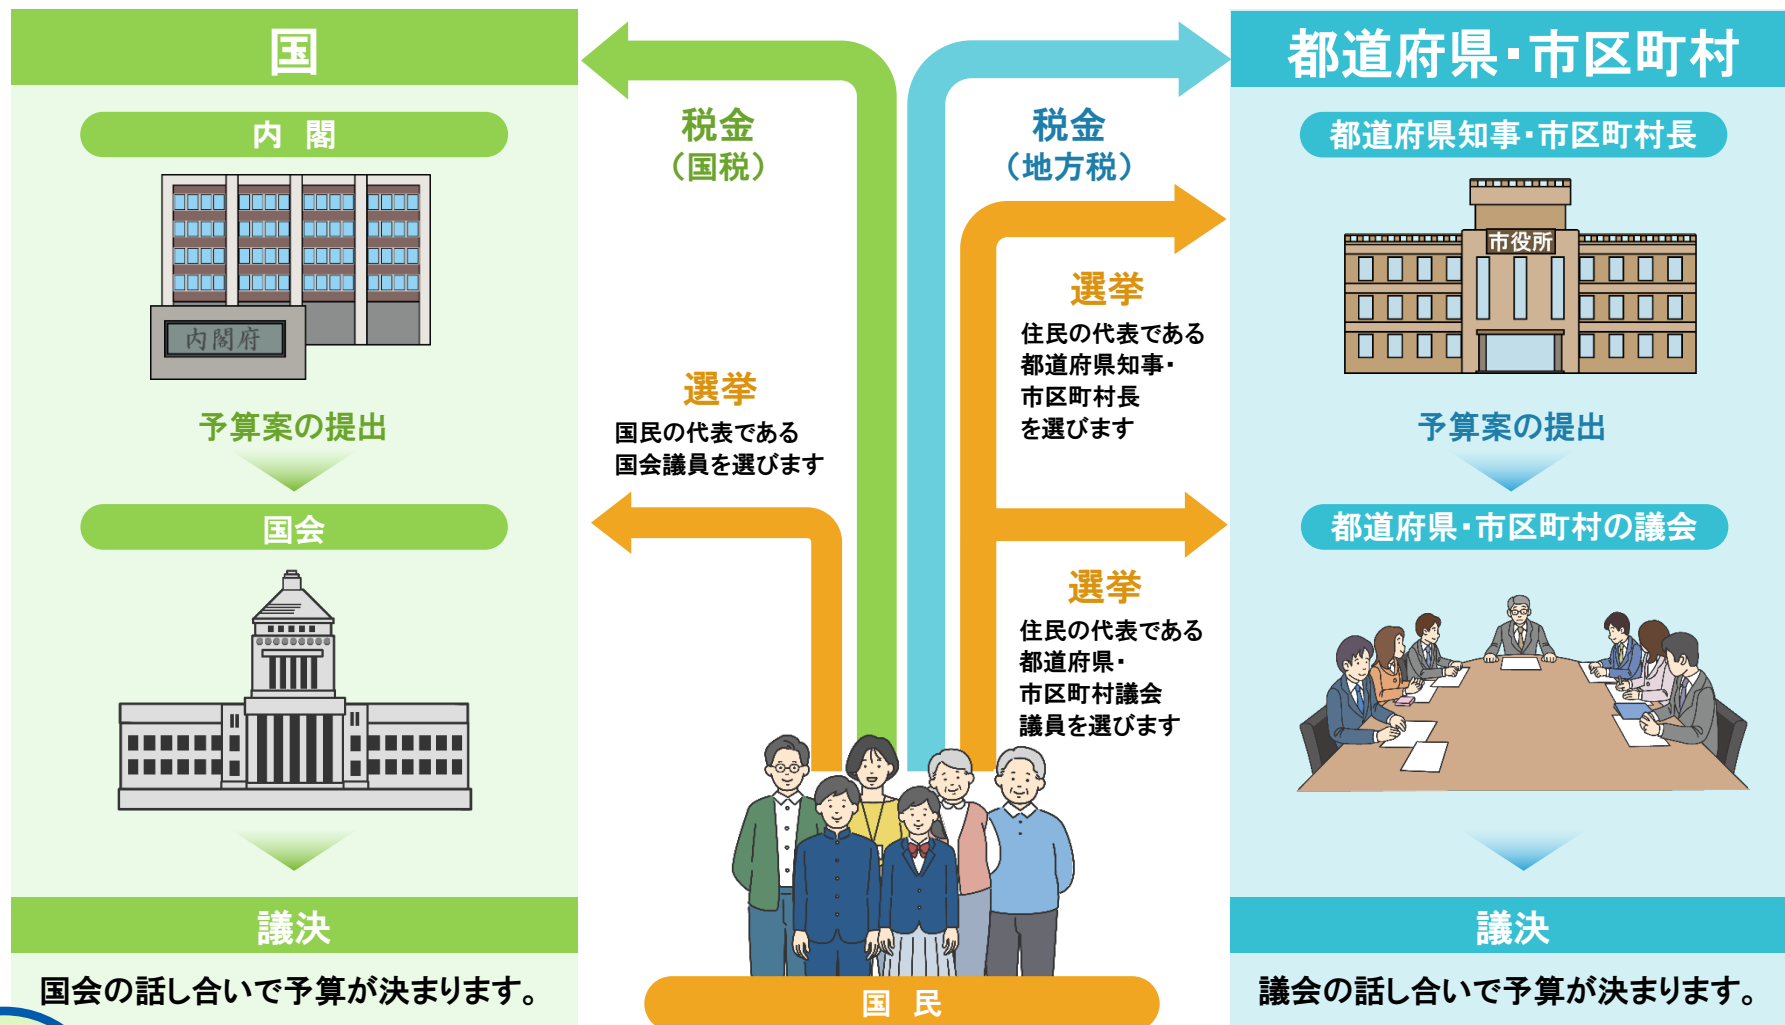 国
内 閣
内閣府
予算案の提出
国会
議決
国会の話し合いで予算が決まります。
税金
（国税）
選挙
国民の代表である
国会議員を選びます
税金
（地方税）
選挙
住民の代表である
都道府県知事・
市区町村長
を選びます
選挙
住民の代表である
都道府県・
市区町村議会
議員を選びます
国 民
都道府県・市区町村
都道府県知事・市区町村長
市役所
予算案の提出
都道府県・市区町村の議会
議決
議会の話し合いで予算が決まります。